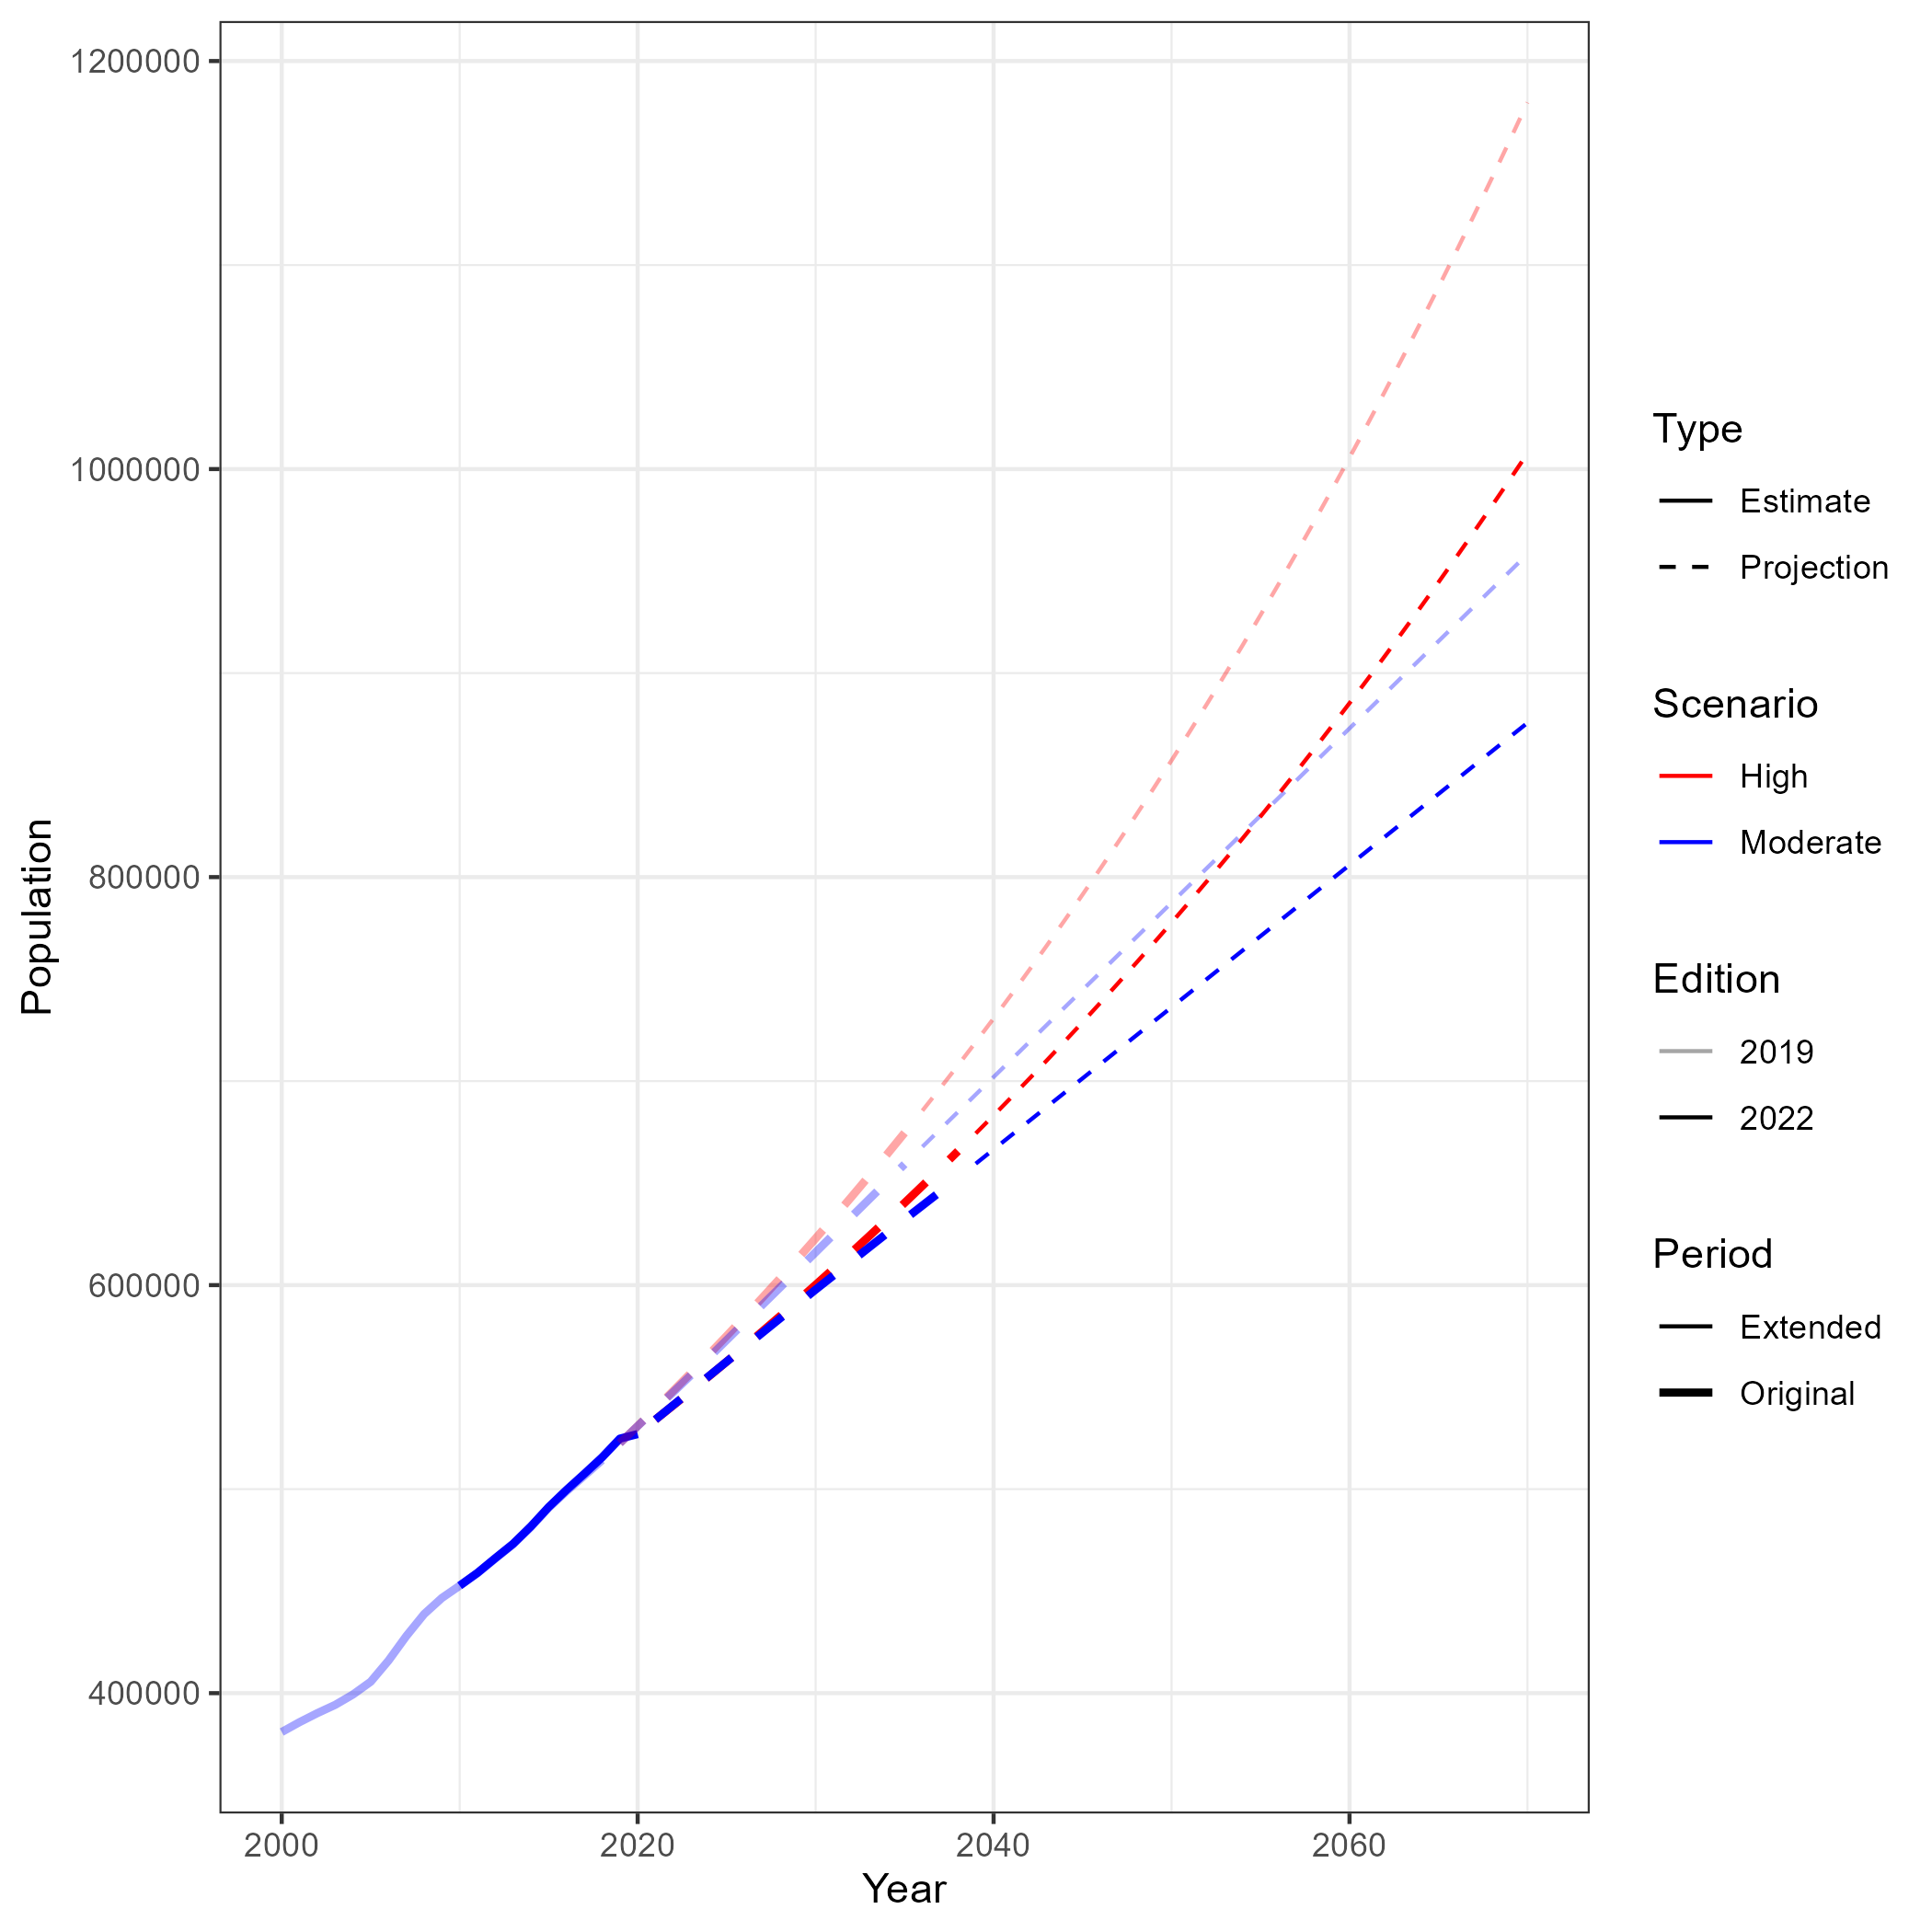 1200000
1000000
800000
600000
400000
Population
2000
2020
2040
2060
Year
Type
Estimate
Projection
Scenario
High
Moderate
Edition
2019
2022
Period
Extended
Original